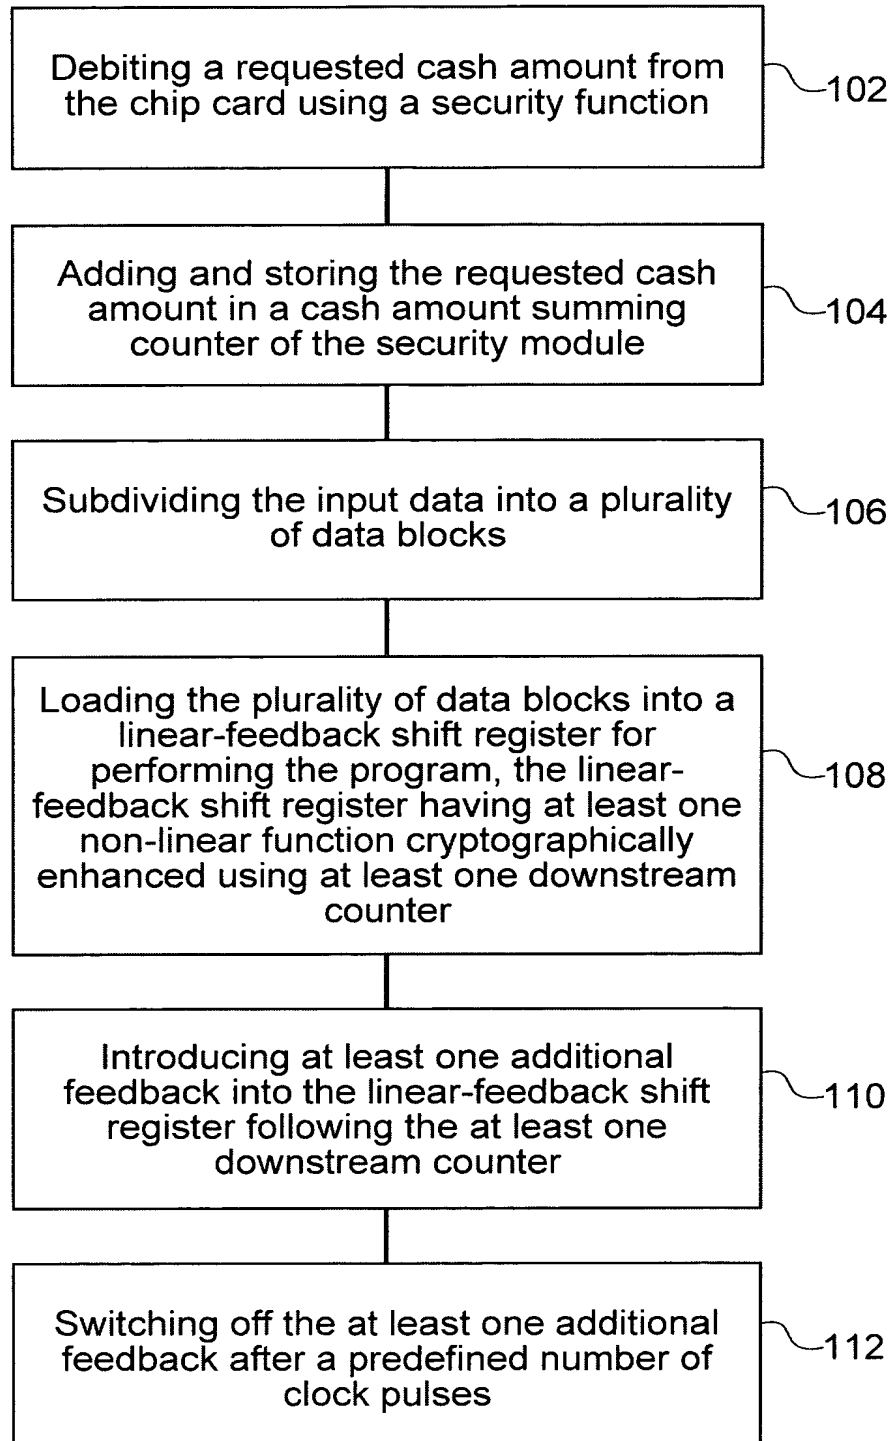 Debiting a requested cash amount from
the chip card using a security function
102
Adding and storing the requested cash
amount in a cash amount summing
counter of the security module
104
Subdividing the input data into a plurality
of data blocks
106
Loading the plurality of data blocks into a
linear-feedback shift register for
performing the program, the linear-
feedback shift register having at least one
non-linear function cryptographically
enhanced using at least one downstream
counter
108
Introducing at least one additional
feedback into the linear-feedback shift
register following the at least one
downstream counter
110
Switching off the at least one additional
feedback after a predefined number of
clock pulses
112